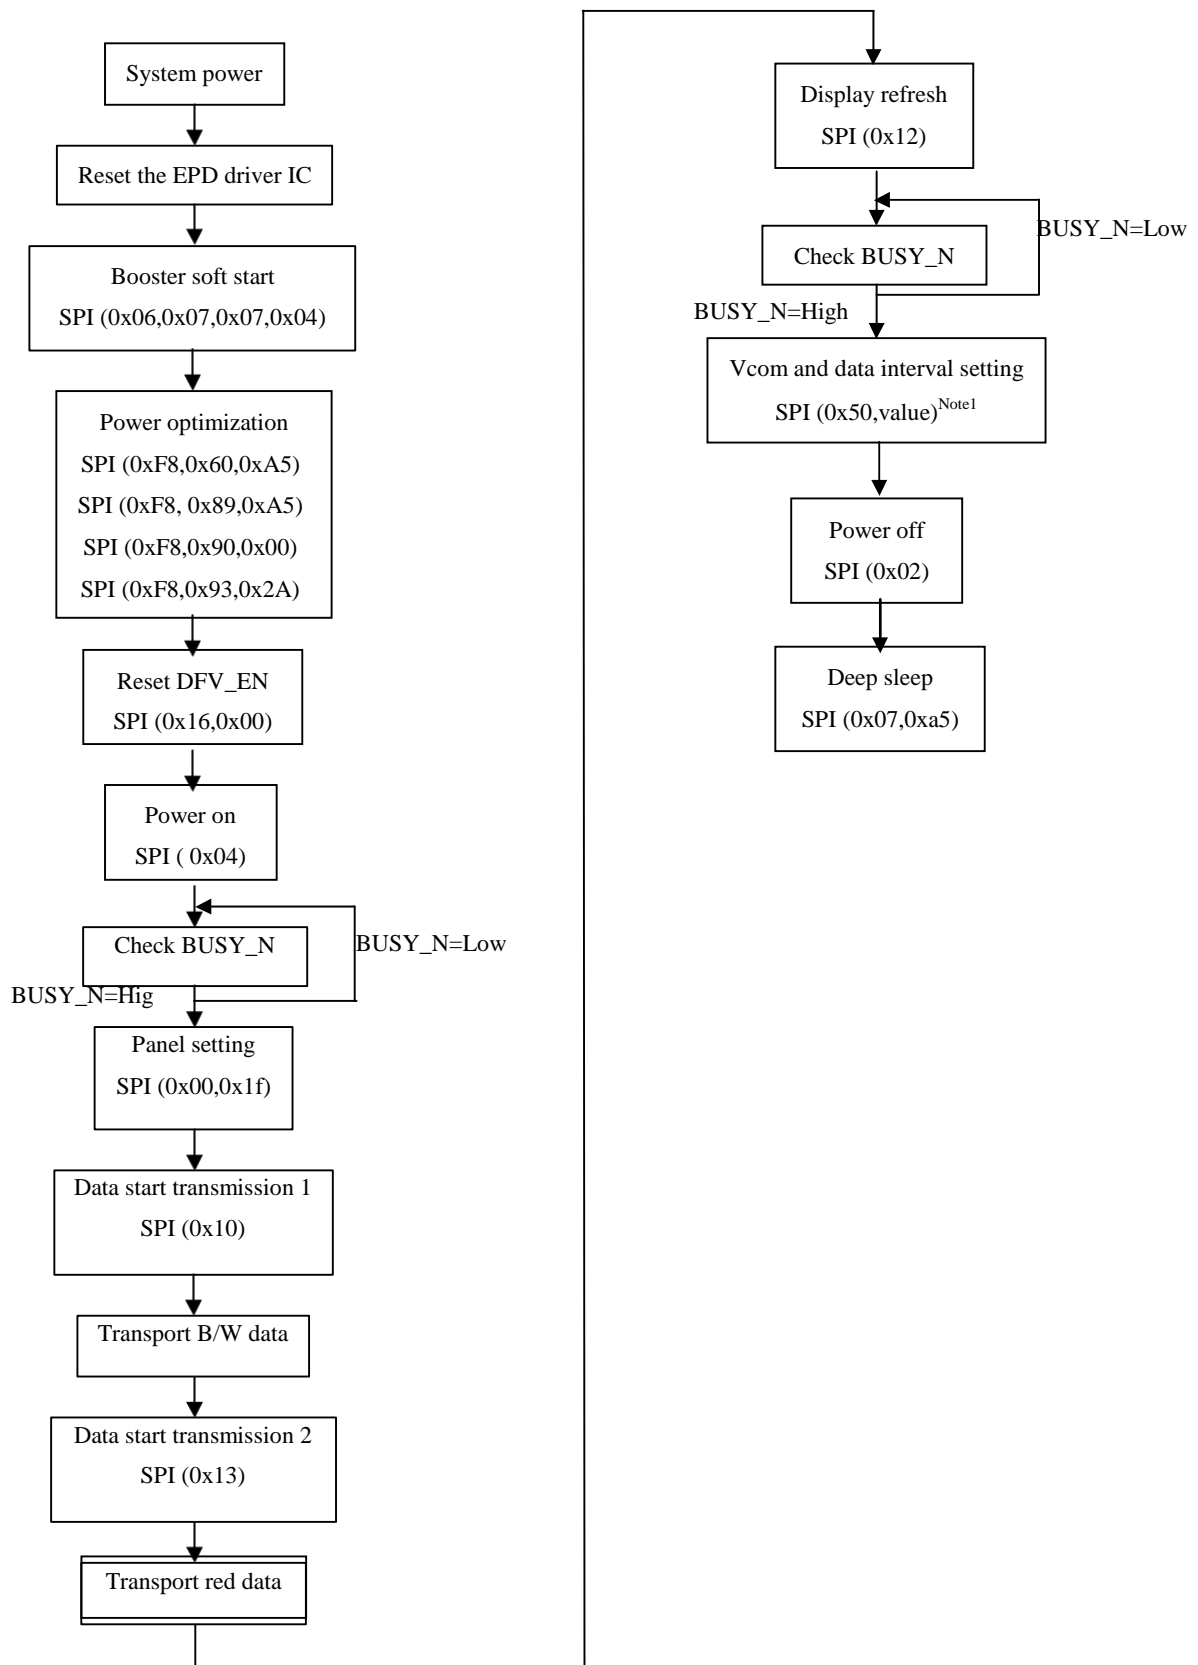 System power
Reset the EPD driver IC
Booster soft start
SPI (0x06,0x07,0x07,0x04)
Power optimization
SPI (0xF8,0x60,0xA5)
SPI (0xF8, 0x89,0xA5)
SPI (0xF8,0x90,0x00)
SPI (0xF8,0x93,0x2A)
Reset DFV_EN
SPI (0x16,0x00)
Power on
SPI ( 0x04)
Check BUSY_N
BUSY_N=Low
BUSY_N=Hig
Panel setting
SPI (0x00,0x1f)
Data start transmission 1
SPI (0x10)
Transport B/W data
Data start transmission 2
SPI (0x13)
Transport red data
Display refresh
SPI (0x12)
BUSY_N=Low
Check BUSY_N
BUSY_N=High
Vcom and data interval setting
SPI (0x50,value)Note1
Power off
SPI (0x02)
Deep sleep
SPI (0x07,0xa5)